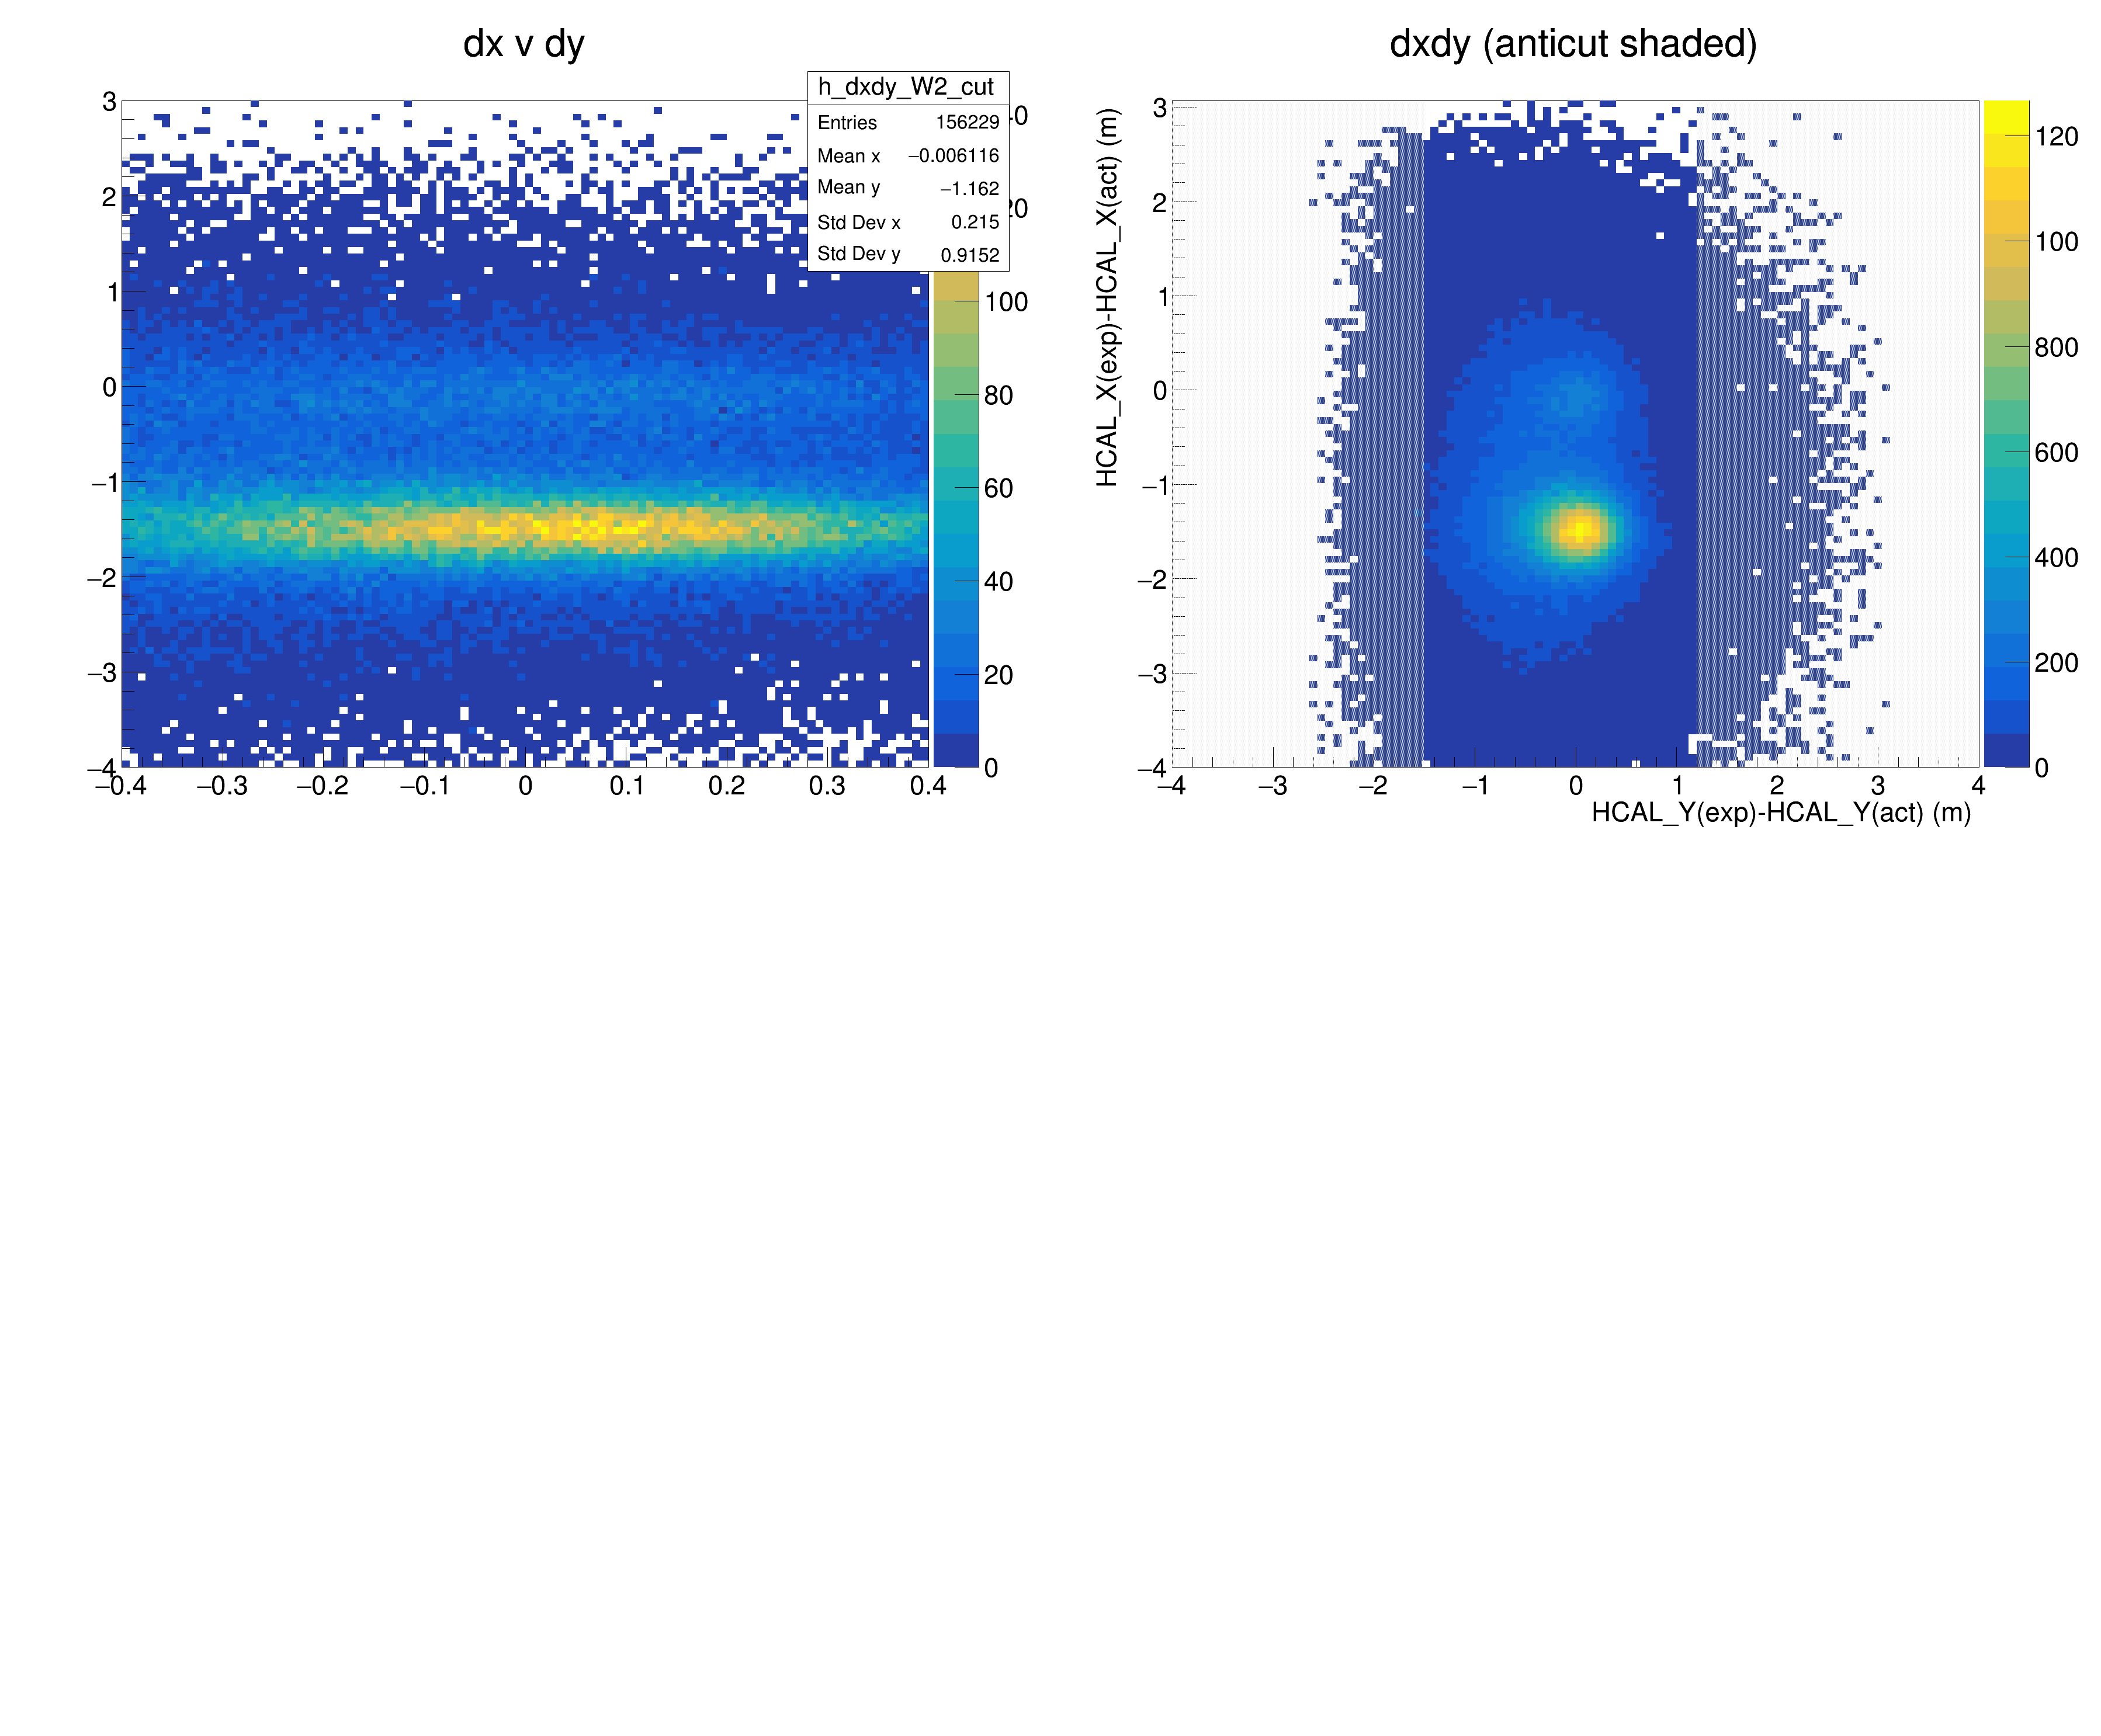 dx v dy
h_dxdy_W2_cut
Entries 156229
Mean x −0.006116
Mean y −1.162
Std Dev x 0.215
Std Dev y 0.9152
3
2
1
0
−1
−2
−3
−4
−0.4 −0.3 −0.2 −0.1 0 0.1 0.2 0.3 0.4
100
80
60
40
20
0
dxdy (anticut shaded)
HCAL_X(exp)-HCAL_X(act) (m)
3
2
1
0
−1
−2
−3
−4
−4 −3 −2 −1 0 1 2 3 4
HCAL_Y(exp)-HCAL_Y(act) (m)
120
100
800
600
400
200
0